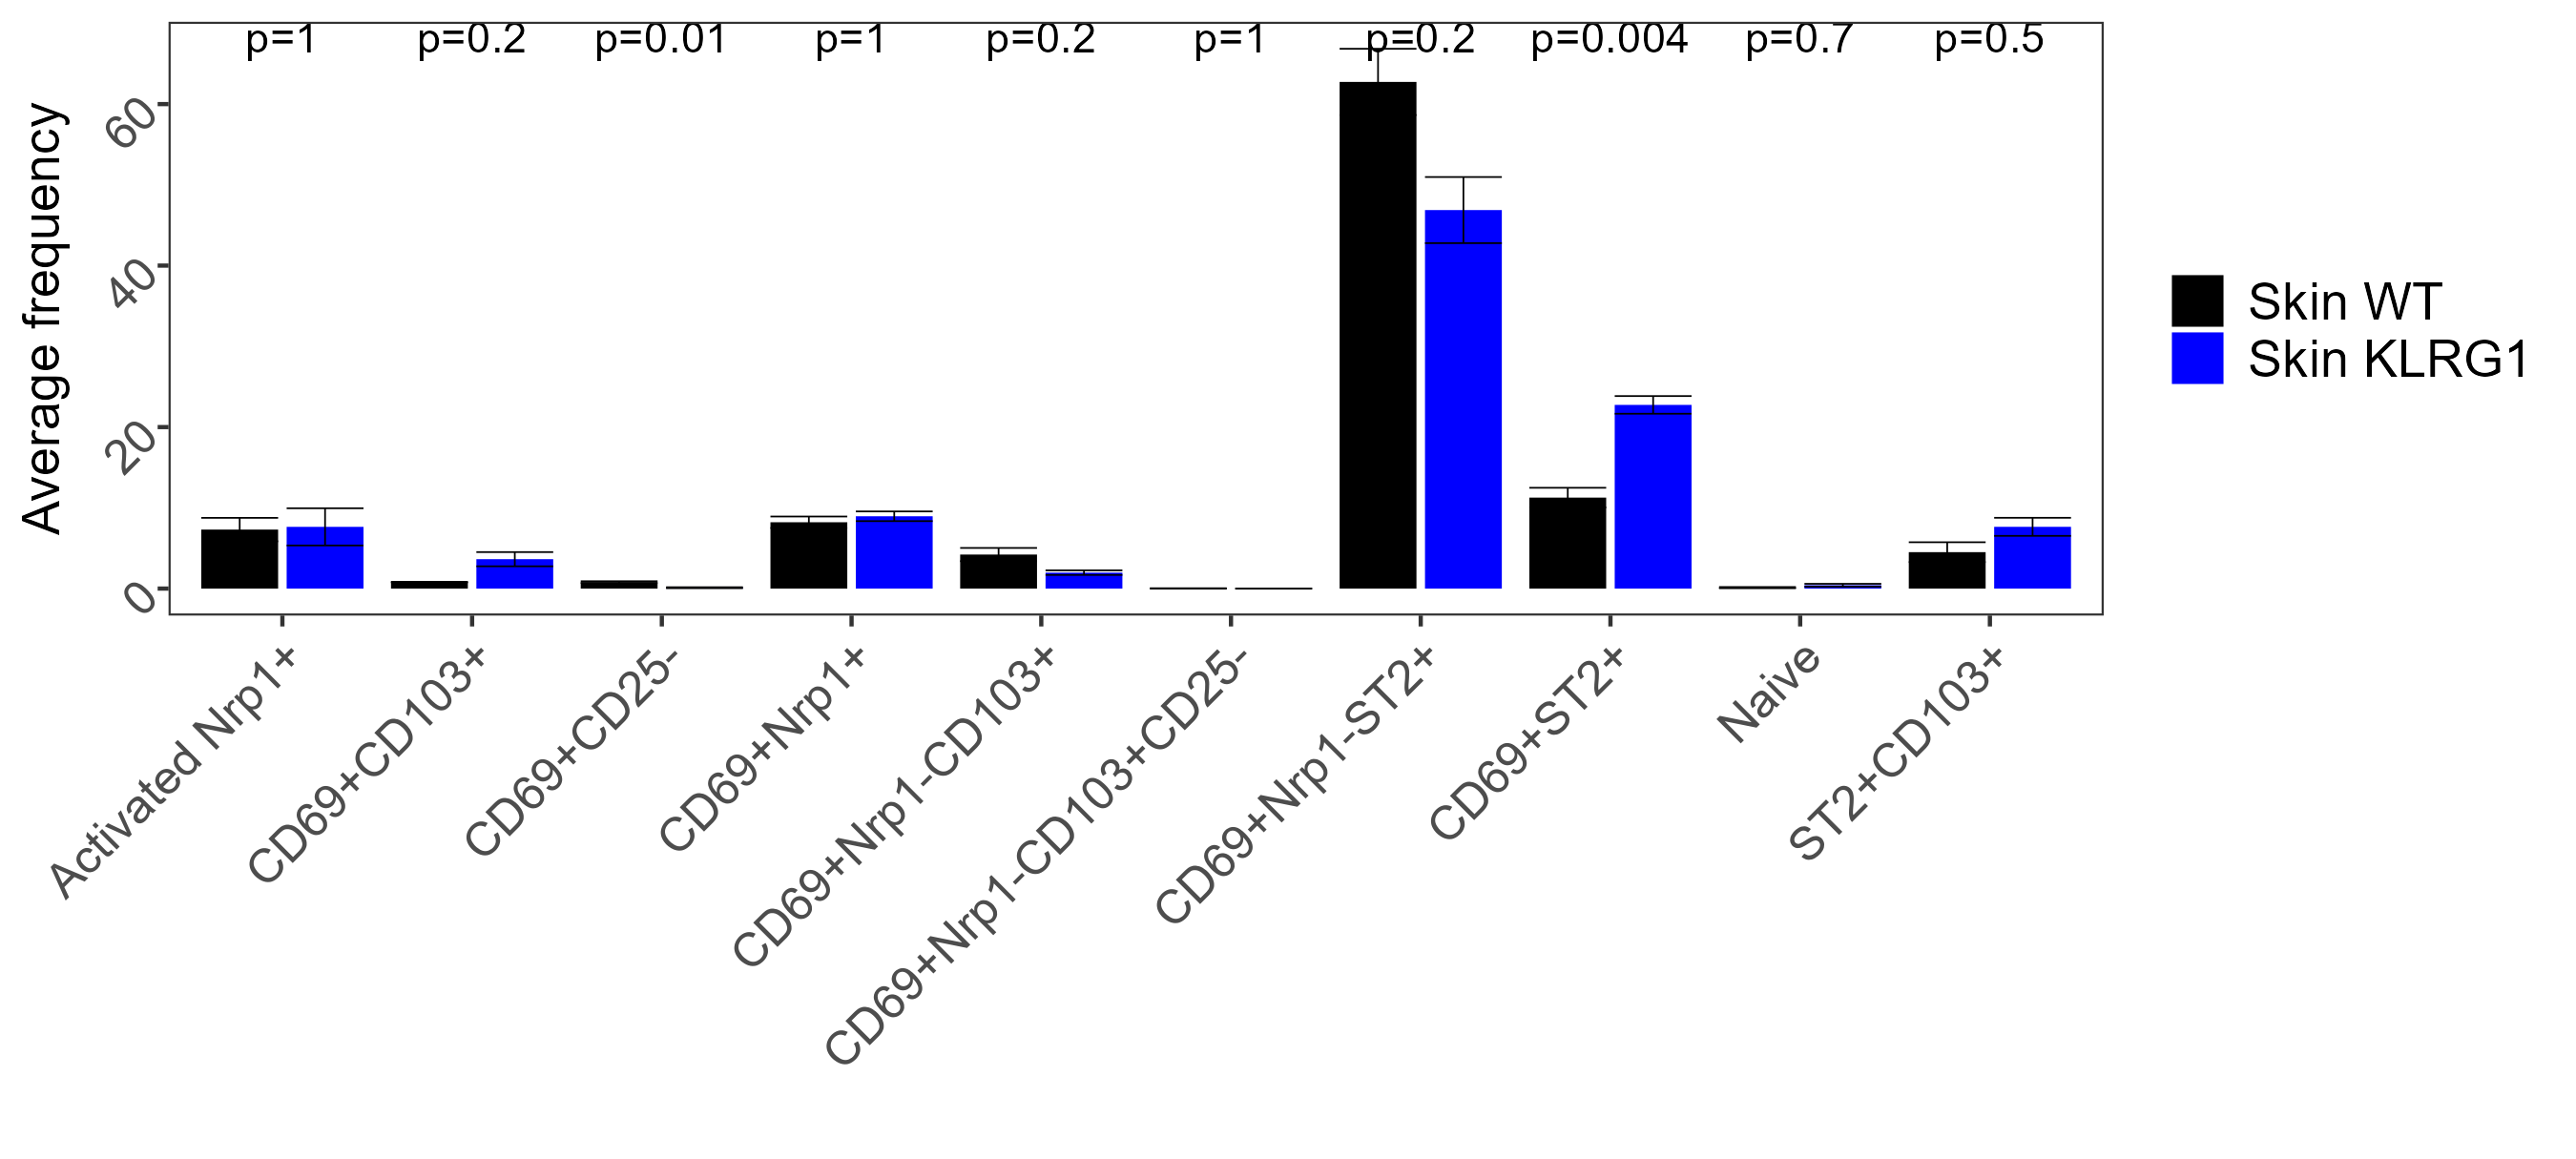 p=1 p=0.2 p=0.01 p=1 p=0.2 p=1 p=0.2 p=0.004 p=0.7 p=0.5
Average frequency
60
40
20
0
Skin WT
Skin KLRG1
Activated Nrp1+
CD69+CD103+
CD69+CD25-
CD69+Nrp1+
CD69+Nrp1-CD103+
CD69+Nrp1-CD103+CD25-
CD69+Nrp1-ST2+
CD69+ST2+
Naive
ST2+CD103+